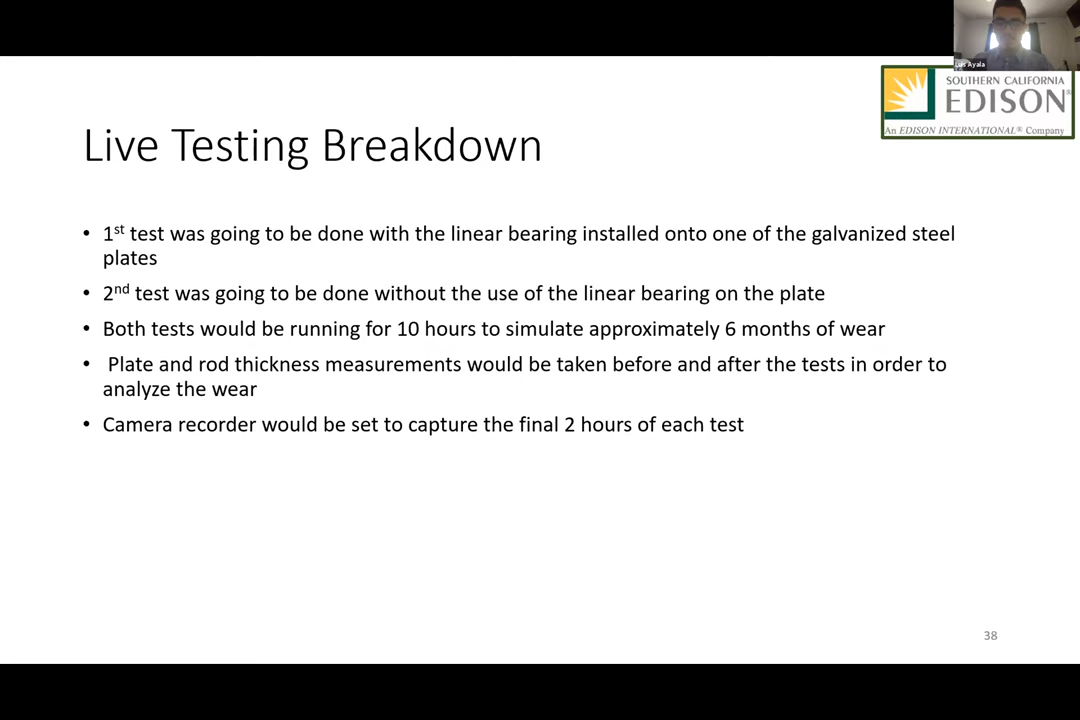 Luis Ayala
SOUTHERN CALIFORNIA
EDISON®
An EDISON INTERNATIONAL® Company
Live Testing Breakdown
• 1st test was going to be done with the linear bearing installed onto one of the galvanized steel
plates
• 2nd test was going to be done without the use of the linear bearing on the plate
• Both tests would be running for 10 hours to simulate approximately 6 months of wear
• Plate and rod thickness measurements would be taken before and after the tests in order to
analyze the wear
• Camera recorder would be set to capture the final 2 hours of each test
38